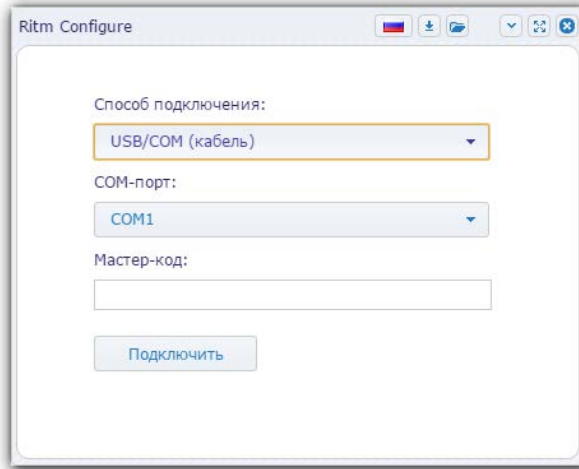 Ritm Configure
Способ подключения:
USB/COM (кабель)
COM-порт:
COM1
Мастер-код:
Подключить